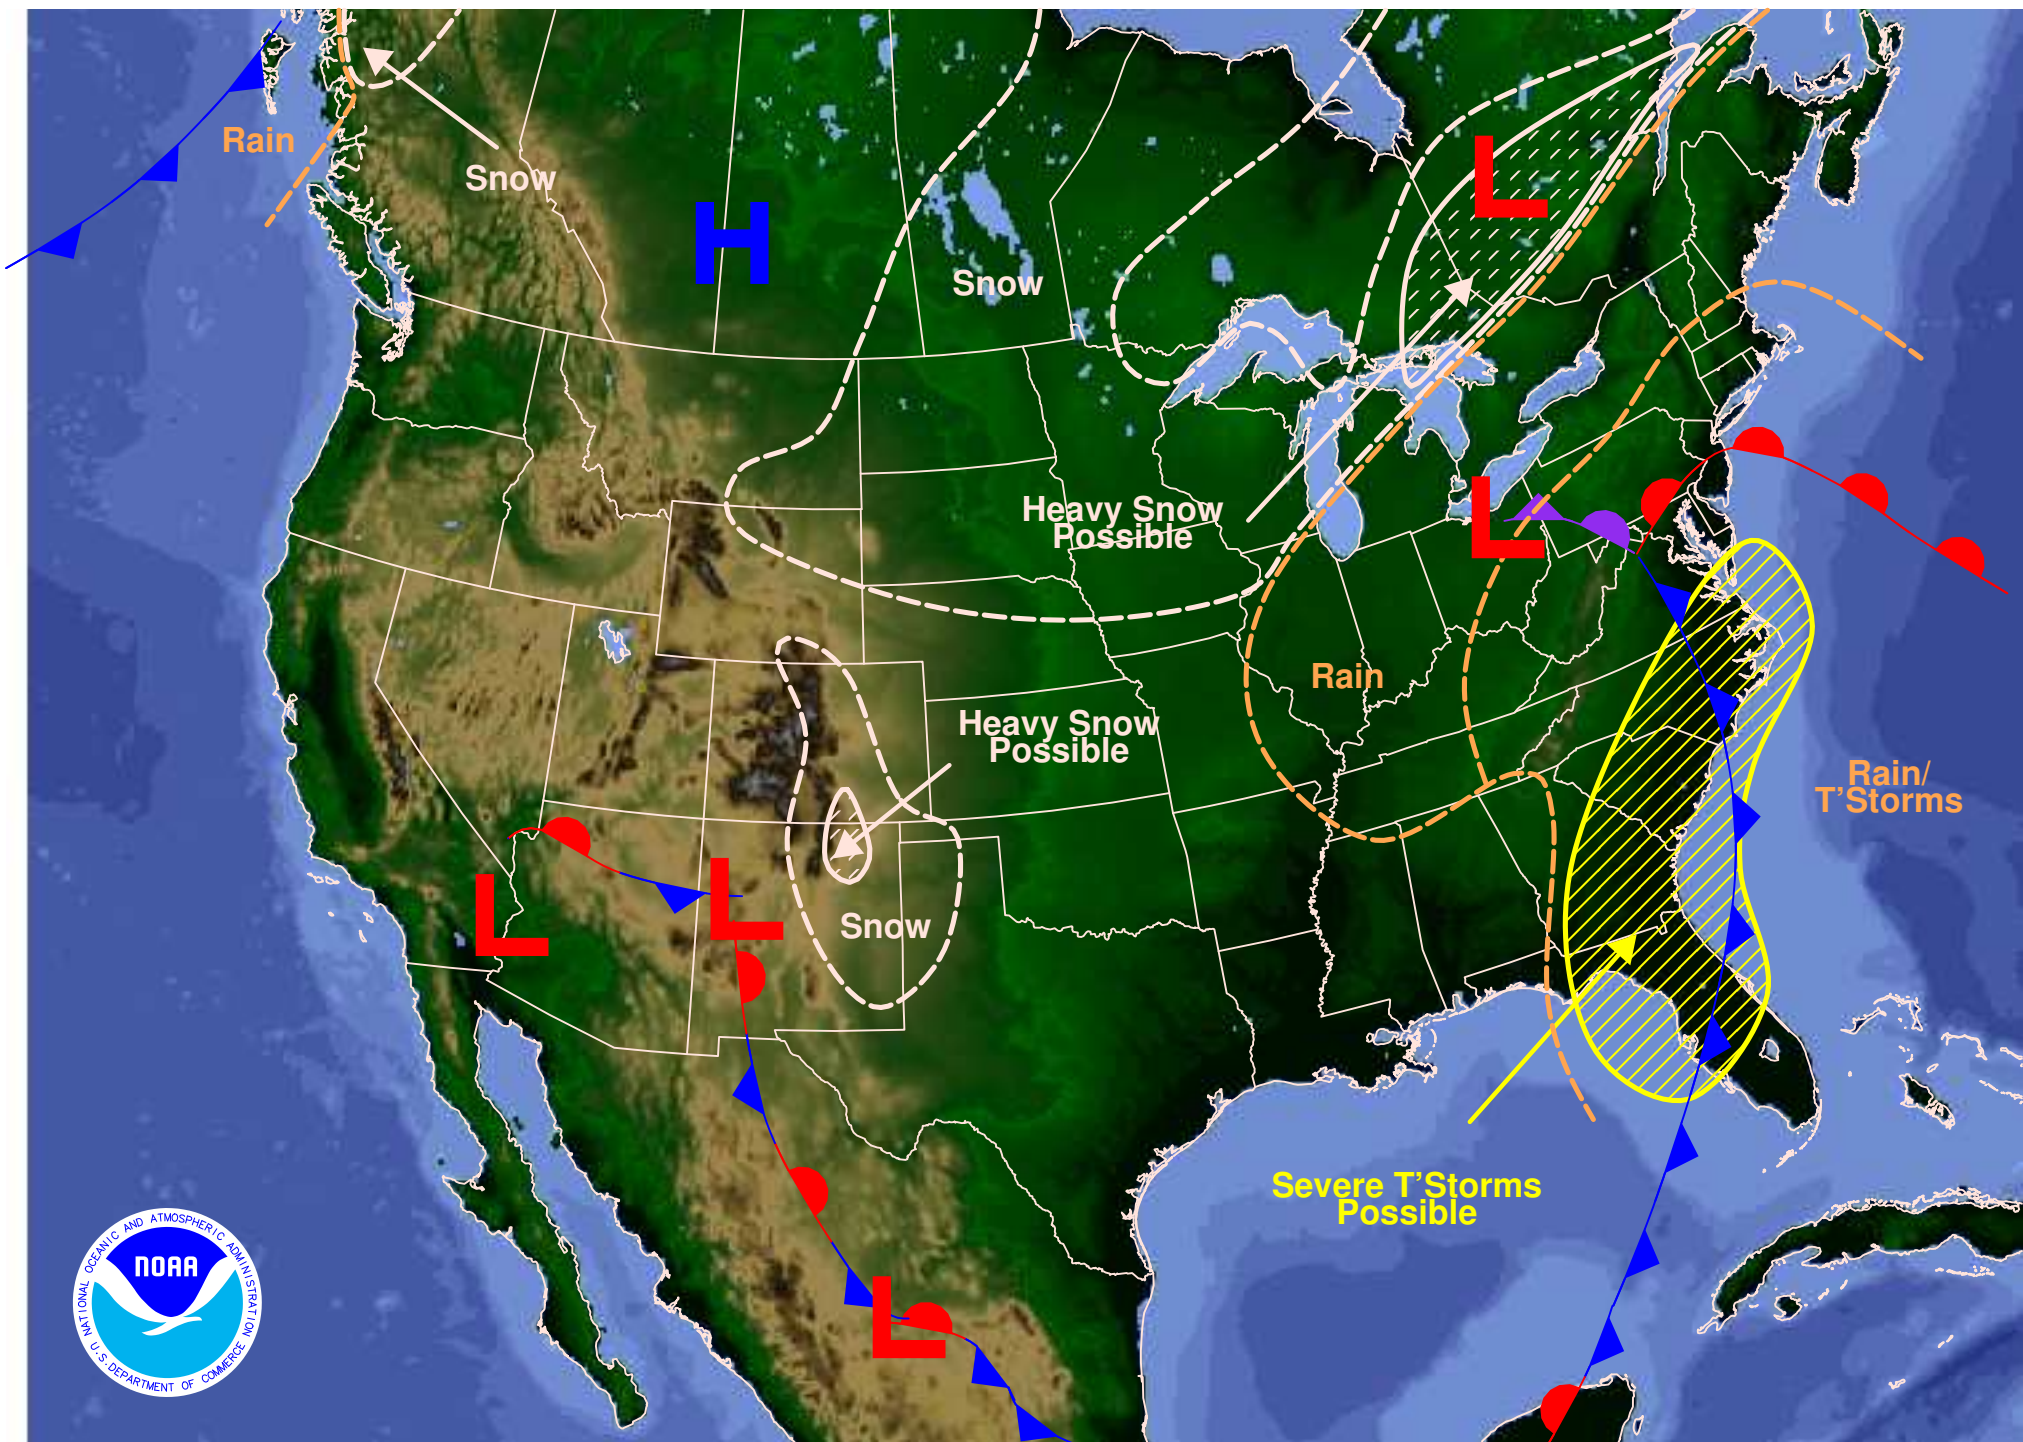 Rain
Snow
H
L
Snow
Heavy Snow
Possible
L
Rain
Heavy Snow
Possible
Rain/
T'Storms
L
L
Snow
Severe T'Storms
Possible
L
NATIONAL OCEANIC AND ATMOSPHERIC ADMINISTRATION
NOAA
U.S. DEPARTMENT OF COMMERCE